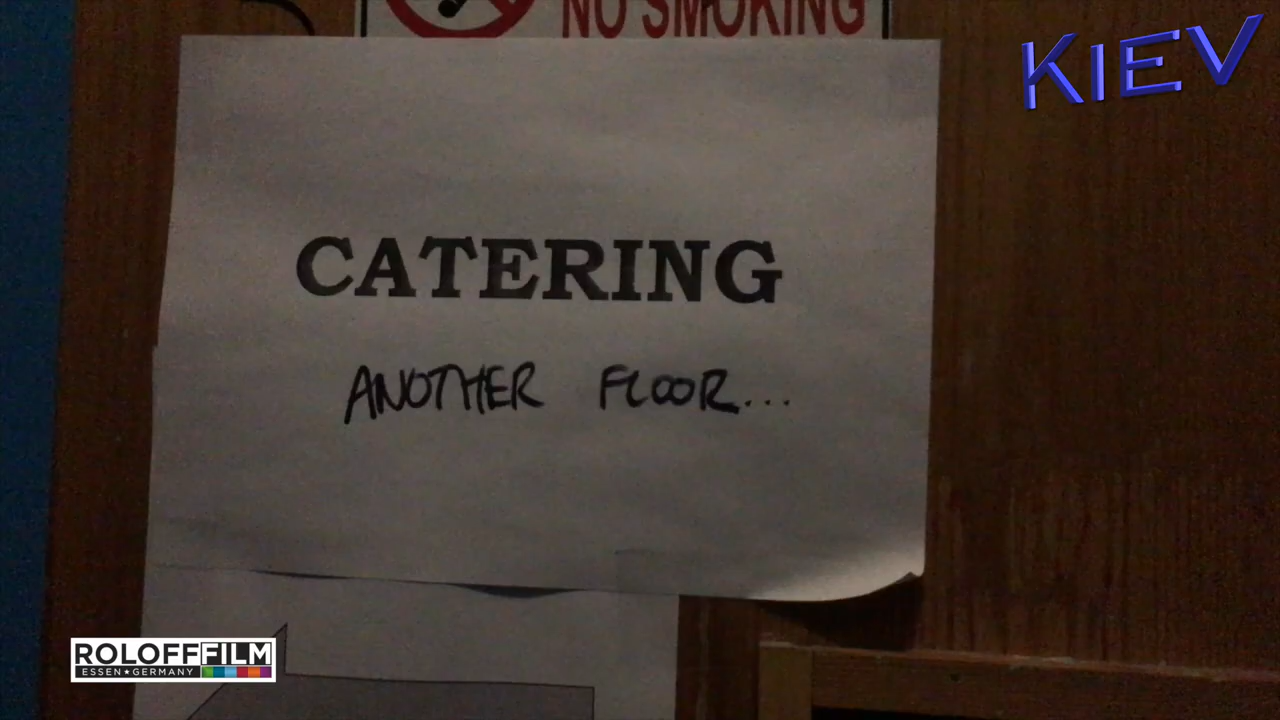 NO SMOKING
KIEV
CATERING
ANOTHER FLOOR...
ROLOFFFILM
ESSEN★GERMANY